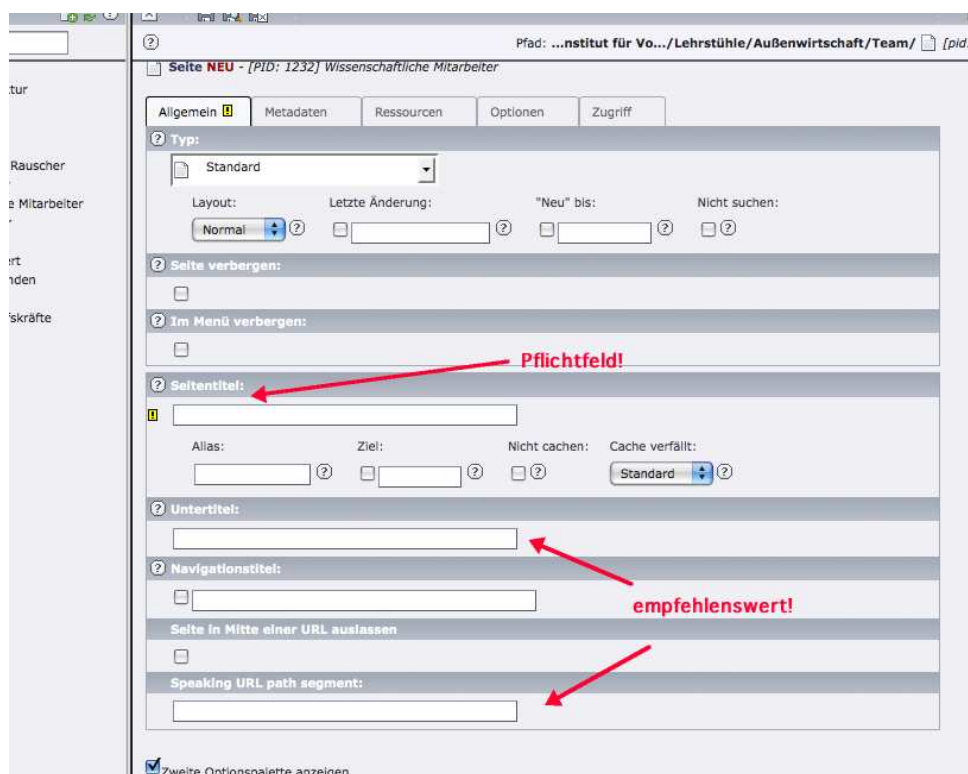 Pfad: ...nstitut für Vo.../Lehrstühle/Außenwirtschaft/Team/ [pid:
Seite NEU - [PID: 1232] Wissenschaftliche Mitarbeiter
tur
Rauscher
e Mitarbeiter
ert
nden
fskräfte
Allgemein Metadaten Ressourcen Optionen Zugriff
Typ:
Standard
Layout: Letzte Änderung: "Neu" bis: Nicht suchen:
Normal
Seite verbergen:
Im Menü verbergen:
Pflichtfeld!
Seitentitel:
Alias: Ziel: Nicht cachen: Cache verfällt:
Standard
Untertitel:
Navigationstitel:
empfehlenswert!
Seite in Mitte einer URL auslassen
Speaking URL path segment:
Zweite Optionspalette anzeigen